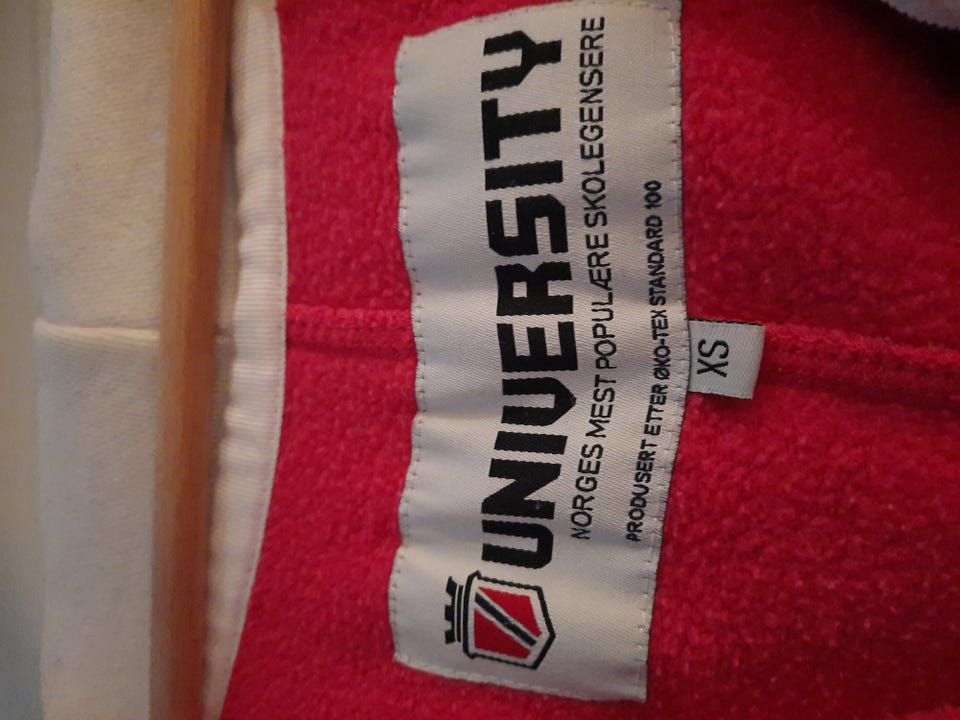 UNIVERSITY
NORGES MEST POPULÆRE SKOLEGENSERE
PRODUSERT ETTER ØKO-TEX STANDARD 100
XS